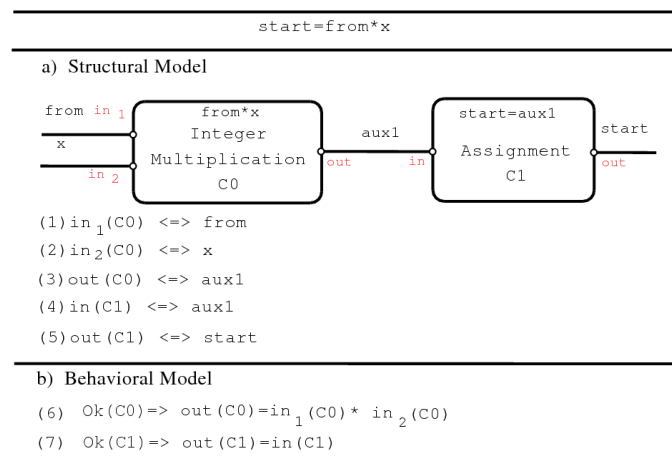 start=from*x
a) Structural Model
from in 1
x
in 2
from*x
Integer
Multiplication
C0
out
aux1
in
start=aux1
Assignment
C1
start
out
(1) in 1 (C0) <=> from
(2) in 2 (C0) <=> x
(3) out (C0) <=> aux1
(4) in (C1) <=> aux1
(5) out (C1) <=> start
b) Behavioral Model
(6) Ok(C0)=> out (C0)=in 1 (C0) * in 2 (C0)
(7) Ok(C1)=> out (C1)=in (C1)